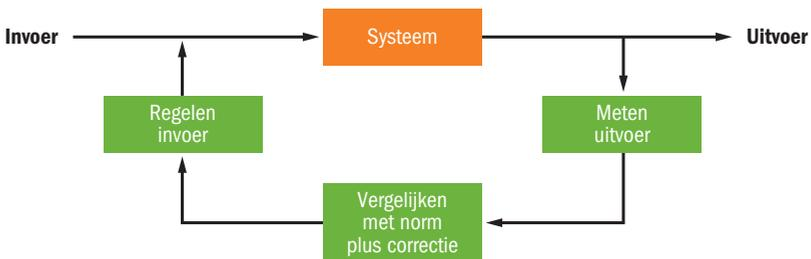 Invoer
Systeem
Uitvoer
Regelen
invoer
Meten
uitvoer
Vergelijken
met norm
plus correctie